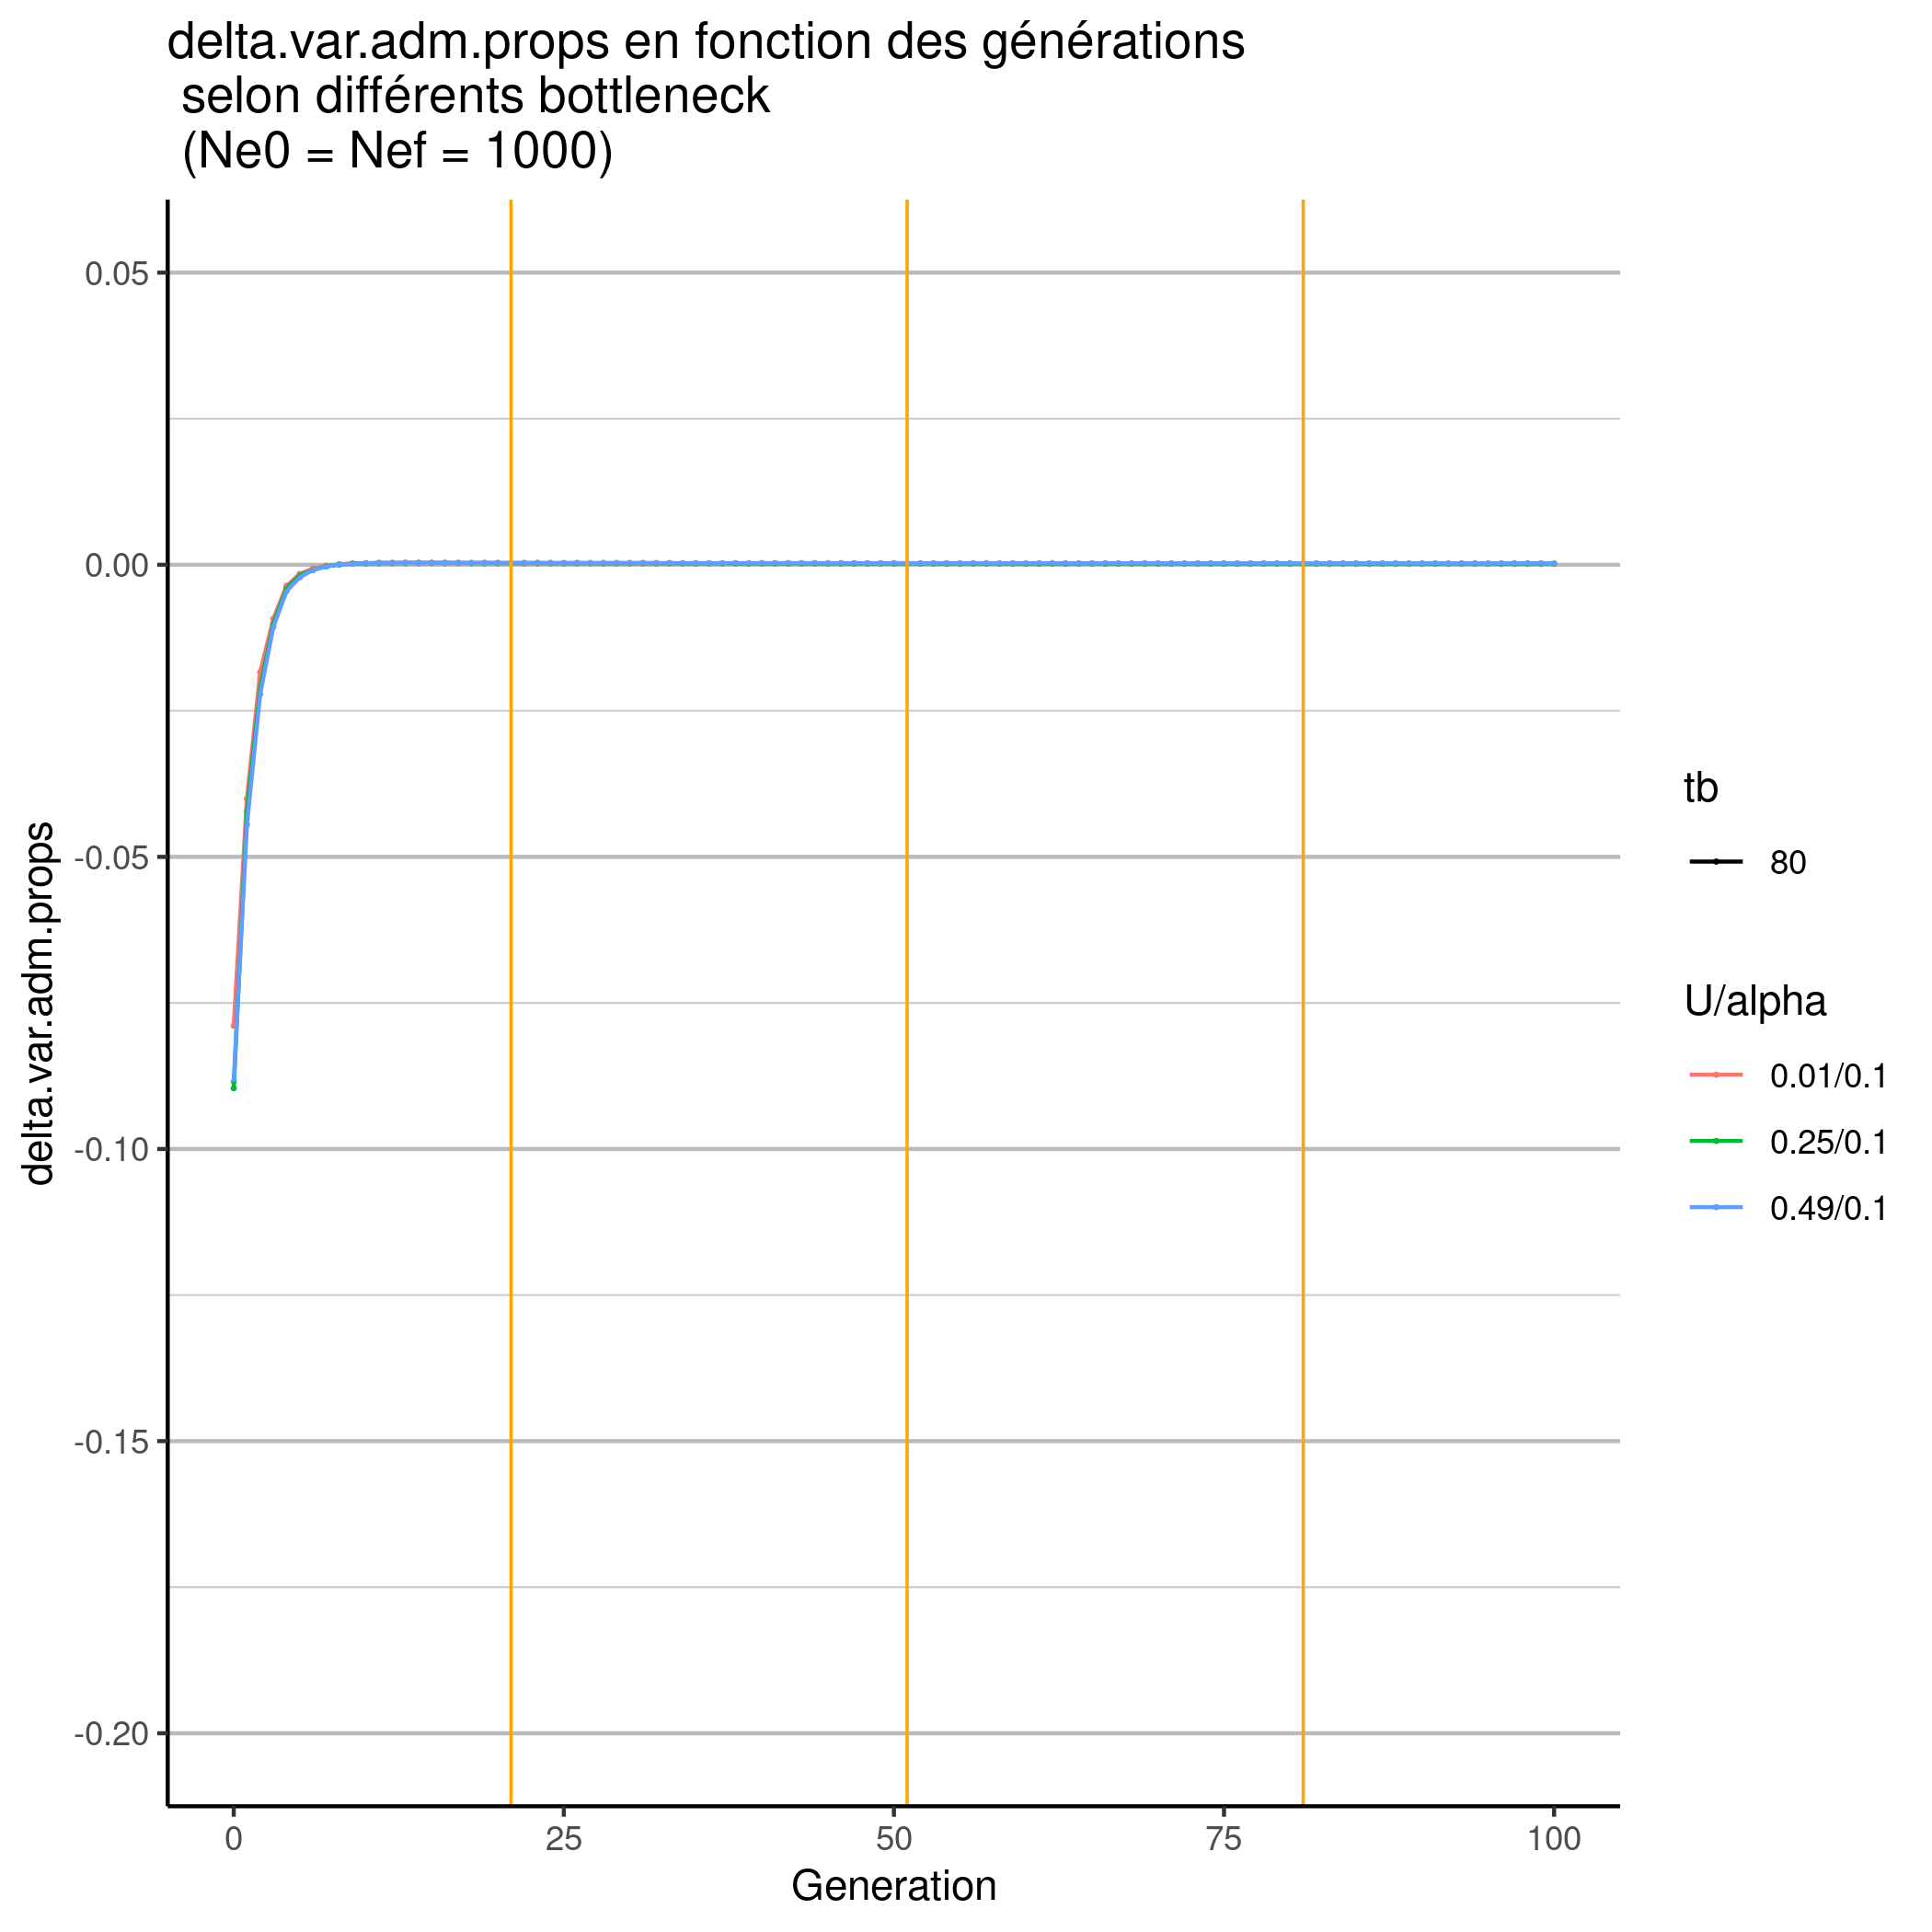 delta.var.adm.props en fonction des générations
selon différents bottleneck
(Ne0 = Nef = 1000)
delta.var.adm.props
0.05
0.00
-0.05
-0.10
-0.15
-0.20
0
25
50
75
100
Generation
tb
80
U/alpha
0.01/0.1
0.25/0.1
0.49/0.1